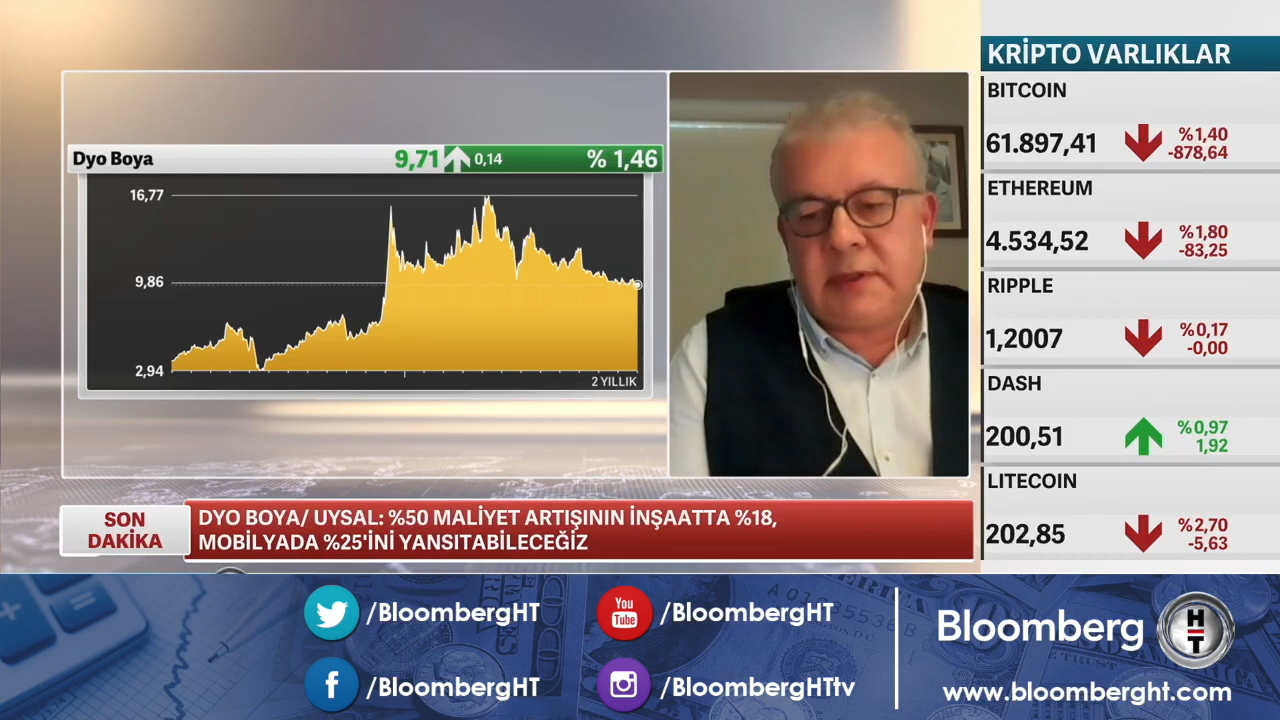 Dyo Boya 9,71 0,14 % 1,46
16,77
9,86
2,94
2 YILLIK
SON
DAKİKA
DYO BOYA/ UYSAL: %50 MALİYET ARTIŞININ İNŞAATTA %18,
MOBİLYADA %25'İNİ YANSITABİLECEĞİZ
KRİPTO VARLIKLAR
BITCOIN
61.897,41 %1,40
-878,64
ETHEREUM
4.534,52 %1,80
-83,25
RIPPLE
1,2007 %0,17
-0,00
DASH
200,51 %0,97
1,92
LITECOIN
202,85 %2,70
-5,63
/BloombergHT
You
Tube
/BloombergHT
f /BloombergHT
/BloombergHTtv
Bloomberg HT
www.bloomberght.com